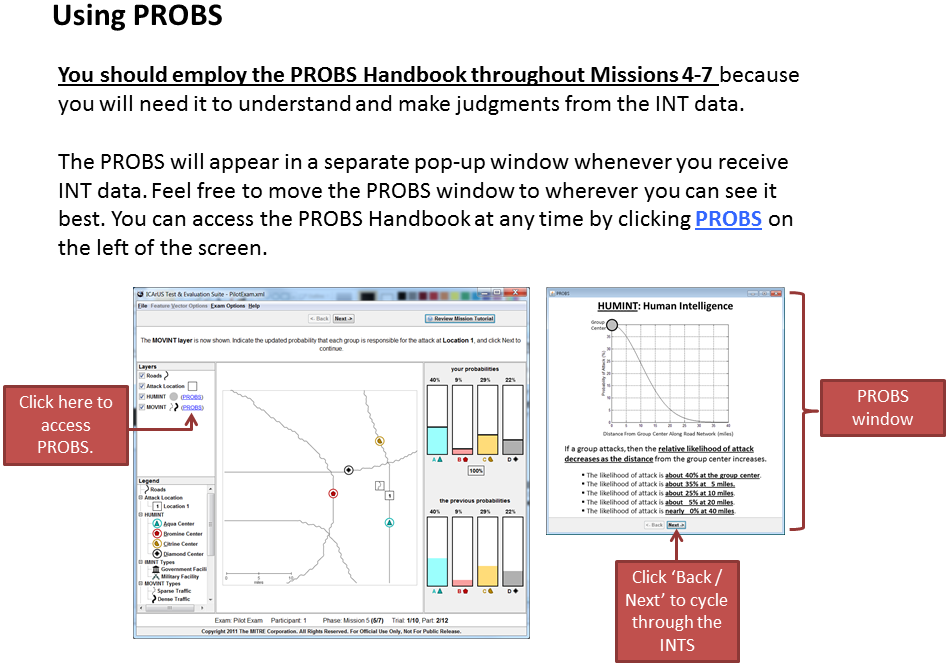 Using PROBS
You should employ the PROBS Handbook throughout Missions 4-7 because
you will need it to understand and make judgments from the INT data.
The PROBS will appear in a separate pop-up window whenever you receive
INT data. Feel free to move the PROBS window to wherever you can see it
best. You can access the PROBS Handbook at any time by clicking PROBS on
the left of the screen.
Click here to
access
PROBS.
ICArUS Test & Evaluation Suite - PilotExam.xml
File Feature Vector Options Exam Options Help
<- Back Next ->
Review Mission Tutorial
The MOVINT layer is now shown. Indicate the updated probability that each group is responsible for the attack at Location 1, and click Next to
continue.
Layers
Roads
Attack Location
HUMINT (PROBS)
MOVINT (PROBS)
Legend
Roads
Attack Location
1 Location 1
HUMINT
Aqua Center
Bromine Center
Citrine Center
Diamond Center
IMINT Types
Government Facili
Military Facility
MOVINT Types
Sparse Traffic
Dense Traffic
1
0 5 10
miles
your probabilities
40% 9% 29% 22%
A B C D
100%
the previous probabilities
40% 9% 29% 22%
A B C D
Exam: Pilot Exam Participant: 1 Phase: Mission 5 (5/7) Trial: 1/10, Part: 2/12
Copyright 2011 The MITRE Corporation. All Rights Reserved. For Official Use Only, Not For Public Release.
PROBS
HUMINT: Human Intelligence
Group
Center
Probability of Attack (%)
Distance From Group Center Along Road Network (miles)
If a group attacks, then the relative likelihood of attack
decreases as the distance from the group center increases.
▪ The likelihood of attack is about 40% at the group center.
▪ The likelihood of attack is about 35% at 5 miles.
▪ The likelihood of attack is about 25% at 10 miles.
▪ The likelihood of attack is about 5% at 20 miles.
▪ The likelihood of attack is nearly 0% at 40 miles.
<- Back Next ->
PROBS
window
Click ‘Back /
Next’ to cycle
through the
INTS